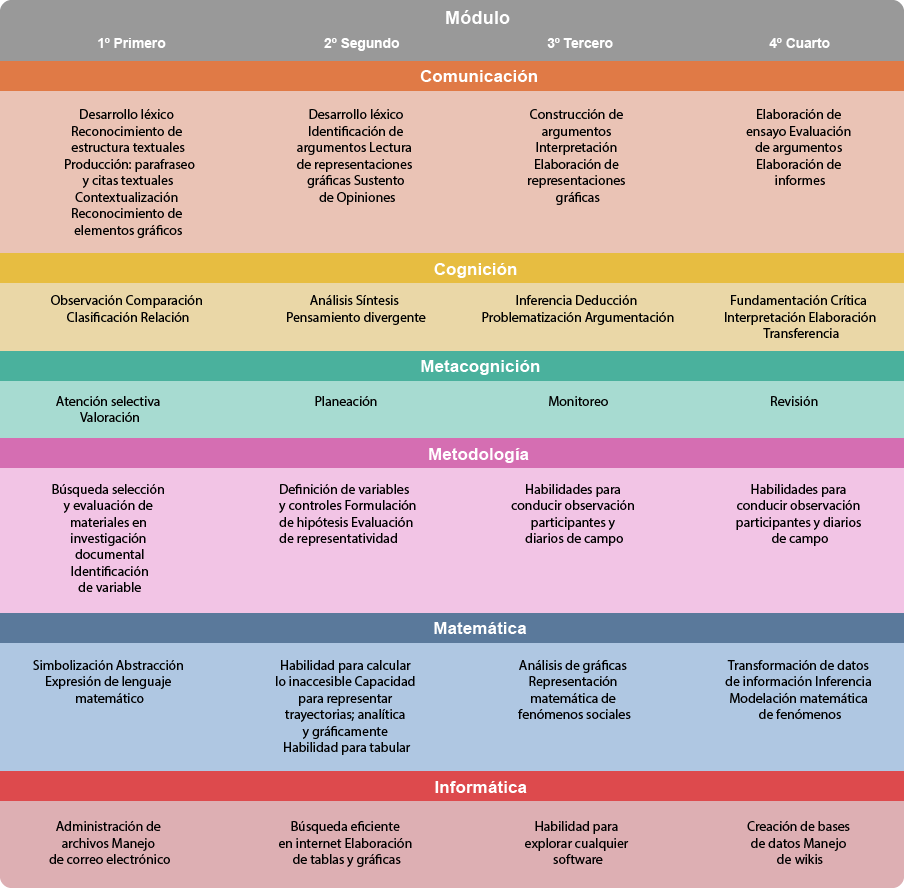 Módulo
1º Primero
2º Segundo
3º Tercero
4º Cuarto
Comunicación
Desarrollo léxico
Reconocimiento de
estructura textuales
Producción: parafraseo
y citas textuales
Contextualización
Reconocimiento de
elementos gráficos
Desarrollo léxico
Identificación de
argumentos Lectura
de representaciones
gráficas Sustento
de Opiniones
Construcción de
argumentos
Interpretación
Elaboración de
representaciones
gráficas
Elaboración de
ensayo Evaluación
de argumentos
Elaboración de
informes
Cognición
Observación Comparación
Clasificación Relación
Análisis Síntesis
Pensamiento divergente
Inferencia Deducción
Problematización Argumentación
Fundamentación Crítica
Interpretación Elaboración
Transferencia
Metacognición
Atención selectiva
Valoración
Planeación
Monitoreo
Revisión
Metodología
Búsqueda selección
y evaluación de
materiales en
investigación
documental
Identificación
de variable
Definición de variables
y controles Formulación
de hipótesis Evaluación
de representatividad
Habilidades para
conducir observación
participantes y
diarios de campo
Habilidades para
conducir observación
participantes y diarios
de campo
Matemática
Simbolización Abstracción
Expresión de lenguaje
matemático
Habilidad para calcular
lo inaccesible Capacidad
para representar
trayectorias; analítica
y gráficamente
Habilidad para tabular
Análisis de gráficas
Representación
matemática de
fenómenos sociales
Transformación de datos
de información Inferencia
Modelación matemática
de fenómenos
Informática
Administración de
archivos Manejo
de correo electrónico
Búsqueda eficiente
en internet Elaboración
de tablas y gráficas
Habilidad para
explorar cualquier
software
Creación de bases
de datos Manejo
de wikis